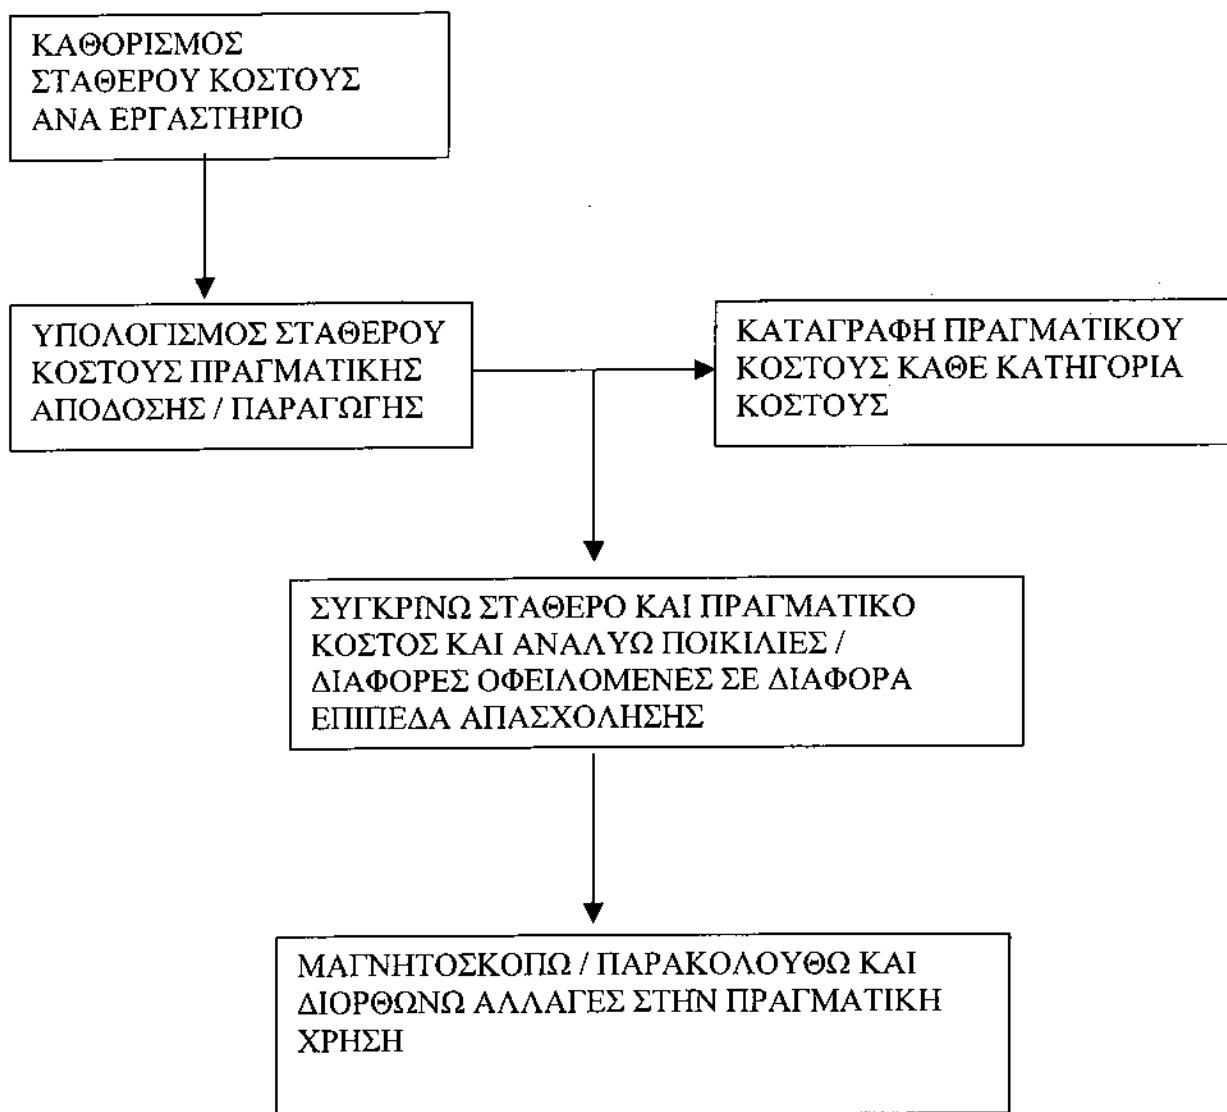 ΚΑΘΟΡΙΣΜΟΣ
ΣΤΑΘΕΡΟΥ ΚΟΣΤΟΥΣ
ΑΝΑ ΕΡΓΑΣΤΗΡΙΟ
ΥΠΟΛΟΓΙΣΜΟΣ ΣΤΑΘΕΡΟΥ
ΚΟΣΤΟΥΣ ΠΡΑΓΜΑΤΙΚΗΣ
ΑΠΟΔΟΣΗΣ / ΠΑΡΑΓΩΓΗΣ
ΚΑΤΑΓΡΑΦΗ ΠΡΑΓΜΑΤΙΚΟΥ
ΚΟΣΤΟΥΣ ΚΑΘΕ ΚΑΤΗΓΟΡΙΑ
ΚΟΣΤΟΥΣ
ΣΥΓΚΡΙΝΩ ΣΤΑΘΕΡΟ ΚΑΙ ΠΡΑΓΜΑΤΙΚΟ
ΚΟΣΤΟΣ ΚΑΙ ΑΝΑΛΥΩ ΠΟΙΚΙΛΙΕΣ /
ΔΙΑΦΟΡΕΣ ΟΦΕΙΛΟΜΕΝΕΣ ΣΕ ΔΙΑΦΟΡΑ
ΕΠΙΠΕΔΑ ΑΠΑΣΧΟΛΗΣΗΣ
ΜΑΓΝΗΤΟΣΚΟΠΩ / ΠΑΡΑΚΟΛΟΥΘΩ ΚΑΙ
ΔΙΟΡΘΩΝΩ ΑΛΛΑΓΕΣ ΣΤΗΝ ΠΡΑΓΜΑΤΙΚΗ
ΧΡΗΣΗ